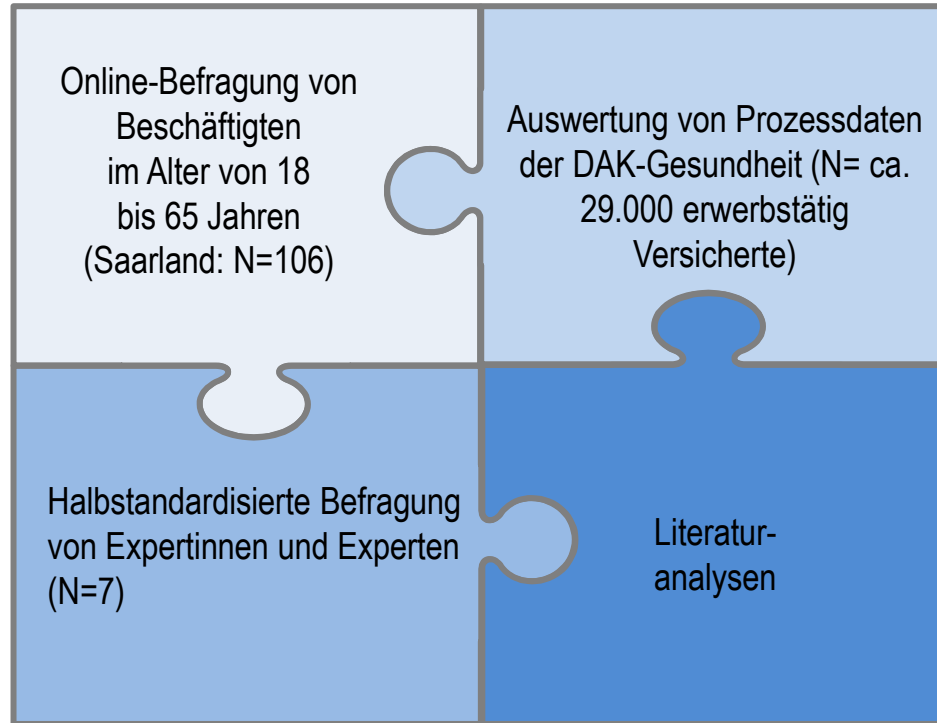 Online-Befragung von
Beschäftigten
im Alter von 18
bis 65 Jahren
(Saarland: N=106)
Auswertung von Prozessdaten
der DAK-Gesundheit (N= ca.
29.000 erwerbstätig
Versicherte)
Halbstandardisierte Befragung
von Expertinnen und Experten
(N=7)
Literatur-
analysen